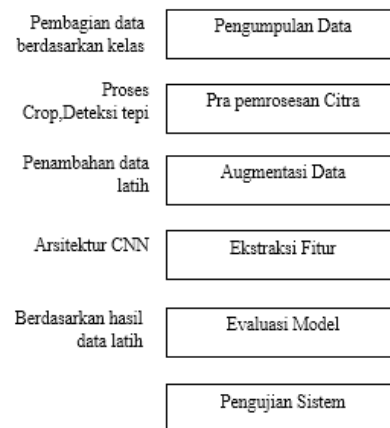 Pembagian data
berdasarkan kelas
Pengumpulan Data
Proses
Crop,Deteksi tepi
Pra pemrosesan Citra
Penambahan data
latih
Augmentasi Data
Arsitektur CNN
Ekstraksi Fitur
Berdasarkan hasil
data latih
Evaluasi Model
Pengujian Sistem